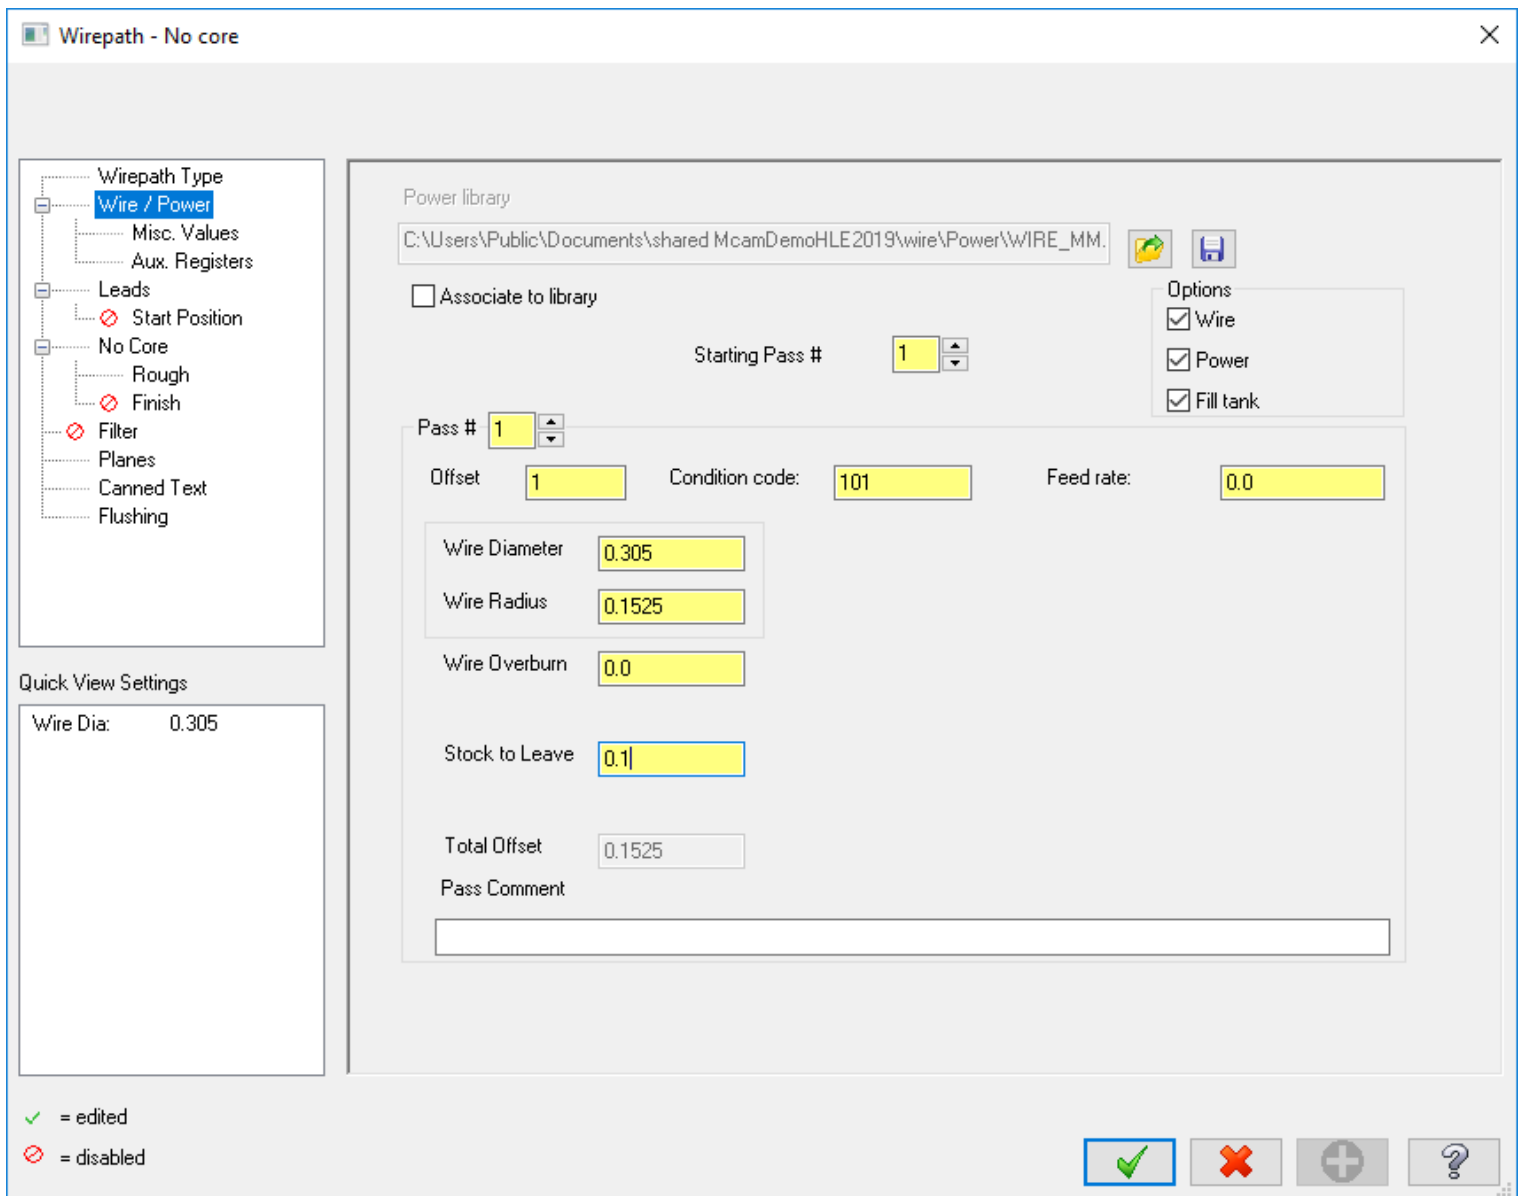 Wirepath - No core
Wirepath Type
Wire / Power
Misc. Values
Aux. Registers
Leads
Start Position
No Core
Rough
Finish
Filter
Planes
Canned Text
Flushing
Quick View Settings
Wire Dia: 0.305
= edited
= disabled
Power library
C:\Users\Public\Documents\shared McamDemoHLE2019\wire\Power\WIRE_MM.
Associate to library
Options
Wire
Power
Fill tank
Starting Pass # 1
Pass # 1
Offset 1 Condition code: 101 Feed rate: 0.0
Wire Diameter 0.305
Wire Radius 0.1525
Wire Overburn 0.0
Stock to Leave 0.1
Total Offset 0.1525
Pass Comment